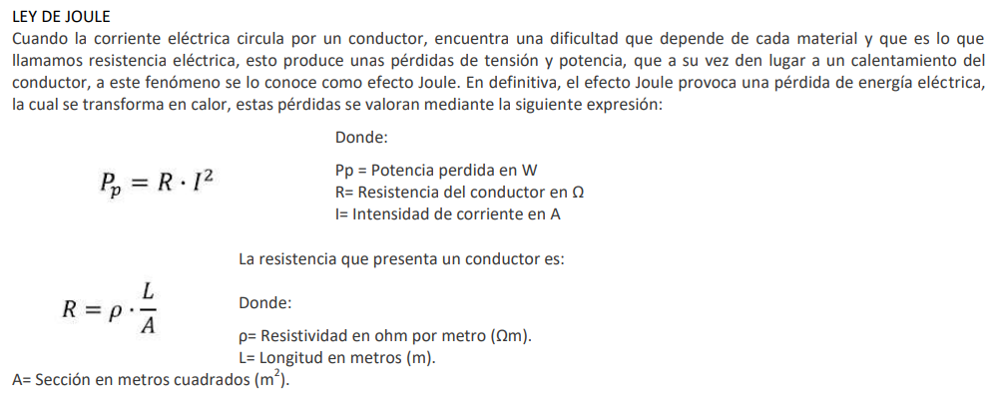 LEY DE JOULE
Cuando la corriente eléctrica circula por un conductor, encuentra una dificultad que depende de cada material y que es lo que
llamamos resistencia eléctrica, esto produce unas pérdidas de tensión y potencia, que a su vez den lugar a un calentamiento del
conductor, a este fenómeno se lo conoce como efecto Joule. En definitiva, el efecto Joule provoca una pérdida de energía eléctrica,
la cual se transforma en calor, estas pérdidas se valoran mediante la siguiente expresión:
Donde:
P_p = R · I²
Pp = Potencia perdida en W
R= Resistencia del conductor en Ω
I= Intensidad de corriente en A
La resistencia que presenta un conductor es:
R = ρ · L/A
Donde:
ρ= Resistividad en ohm por metro (Ωm).
L= Longitud en metros (m).
A= Sección en metros cuadrados (m²).